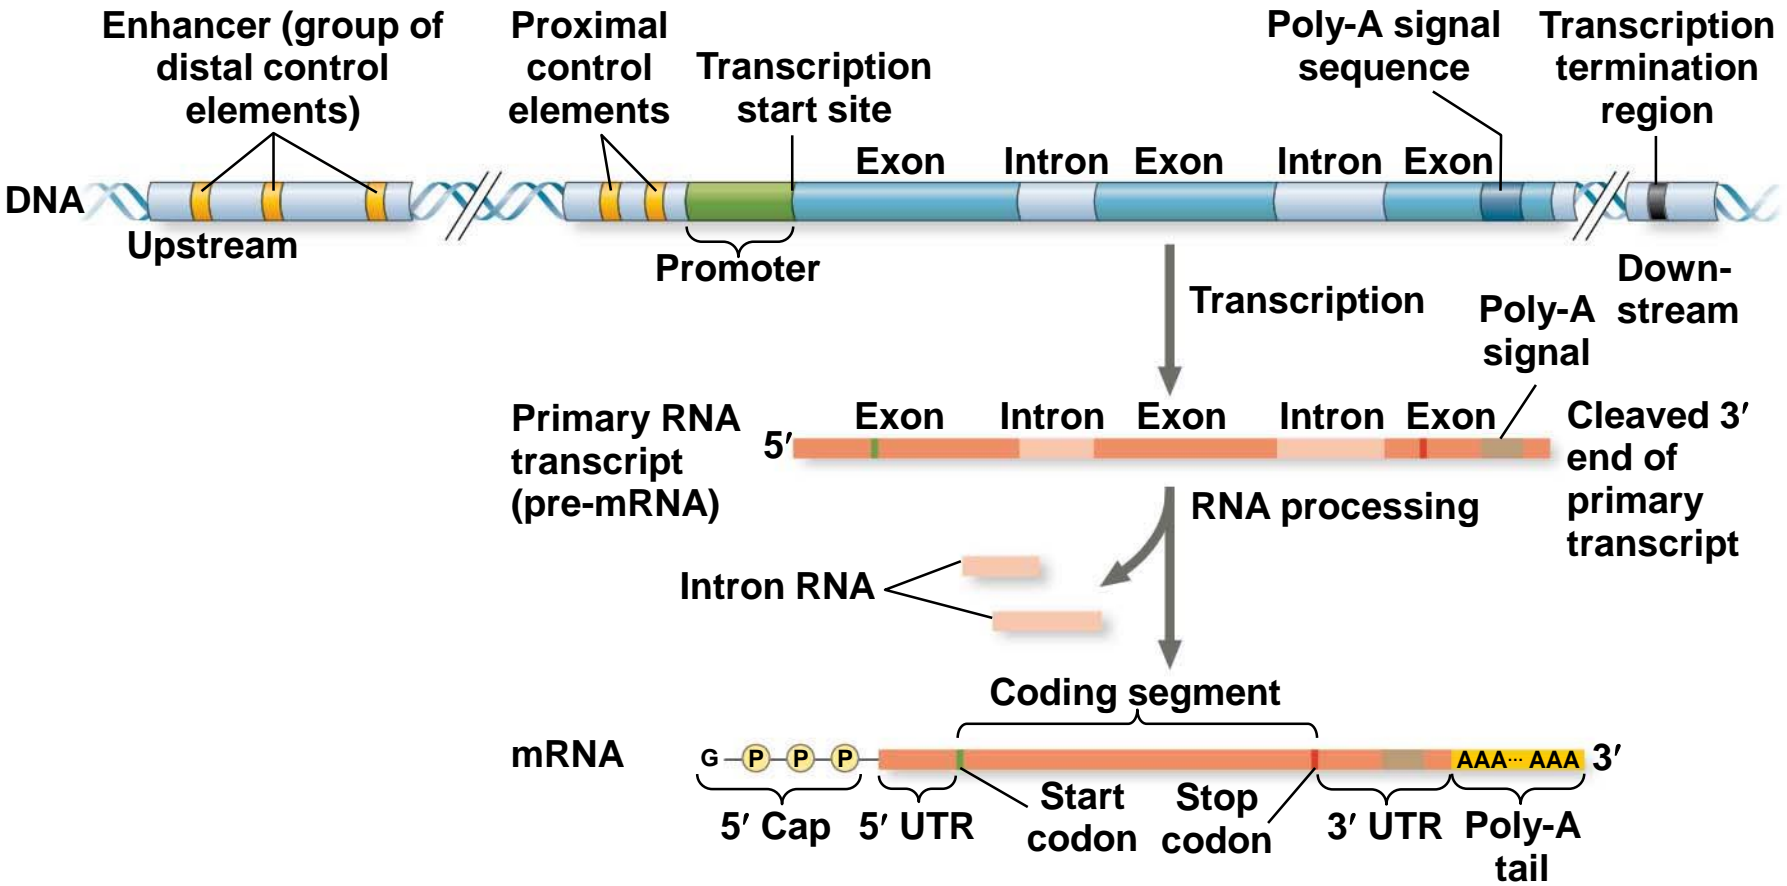 Enhancer (group of
distal control
elements)
Proximal
control
elements
Transcription
start site
Poly-A signal
sequence
Transcription
termination
region
Exon
Intron
Exon
Intron
Exon
DNA
Upstream
Promoter
Down-
stream
Transcription
Poly-A
signal
Primary RNA
transcript
(pre-mRNA)
5′
Exon
Intron
Exon
Intron
Exon
Cleaved 3′
end of
primary
transcript
RNA processing
Intron RNA
Coding segment
mRNA
G P P P
AAA··· AAA
3′
5′ Cap
5′ UTR
Start
codon
Stop
codon
3′ UTR
Poly-A
tail